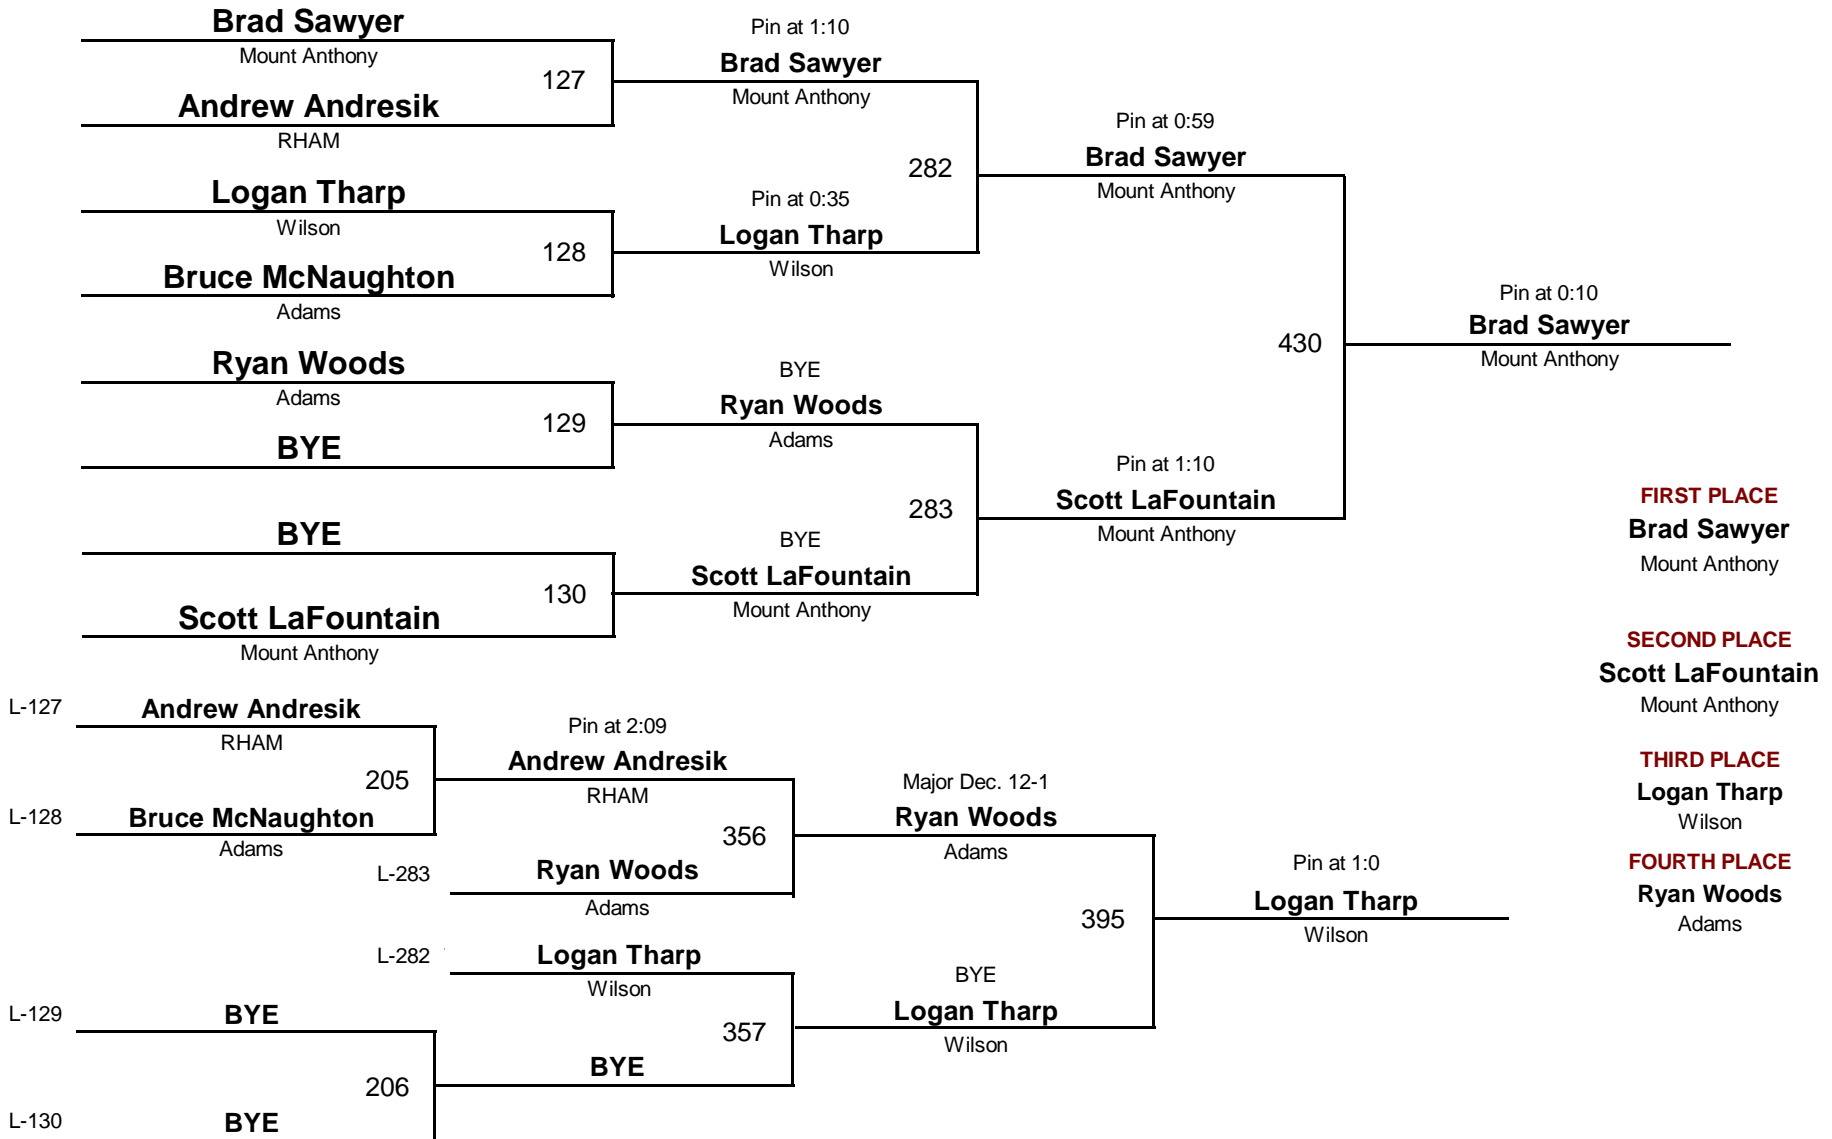 Brad Sawyer
Mount Anthony
127
Andrew Andresik
RHAM
Logan Tharp
Wilson
128
Bruce McNaughton
Adams
Ryan Woods
Adams
129
BYE
BYE
130
Scott LaFountain
Mount Anthony
Pin at 1:10
Brad Sawyer
Mount Anthony
282
Pin at 0:35
Logan Tharp
Wilson
BYE
Ryan Woods
Adams
283
BYE
Scott LaFountain
Mount Anthony
Pin at 0:59
Brad Sawyer
Mount Anthony
430
Pin at 1:10
Scott LaFountain
Mount Anthony
Pin at 0:10
Brad Sawyer
Mount Anthony
FIRST PLACE
Brad Sawyer
Mount Anthony
SECOND PLACE
Scott LaFountain
Mount Anthony
THIRD PLACE
Logan Tharp
Wilson
FOURTH PLACE
Ryan Woods
Adams
L-127
Andrew Andresik
RHAM
205
L-128
Bruce McNaughton
Adams
Pin at 2:09
Andrew Andresik
RHAM
356
L-283
Ryan Woods
Adams
L-282
Logan Tharp
Wilson
357
L-129
BYE
206
BYE
L-130
BYE
Major Dec. 12-1
Ryan Woods
Adams
395
BYE
Logan Tharp
Wilson
Pin at 1:0
Logan Tharp
Wilson